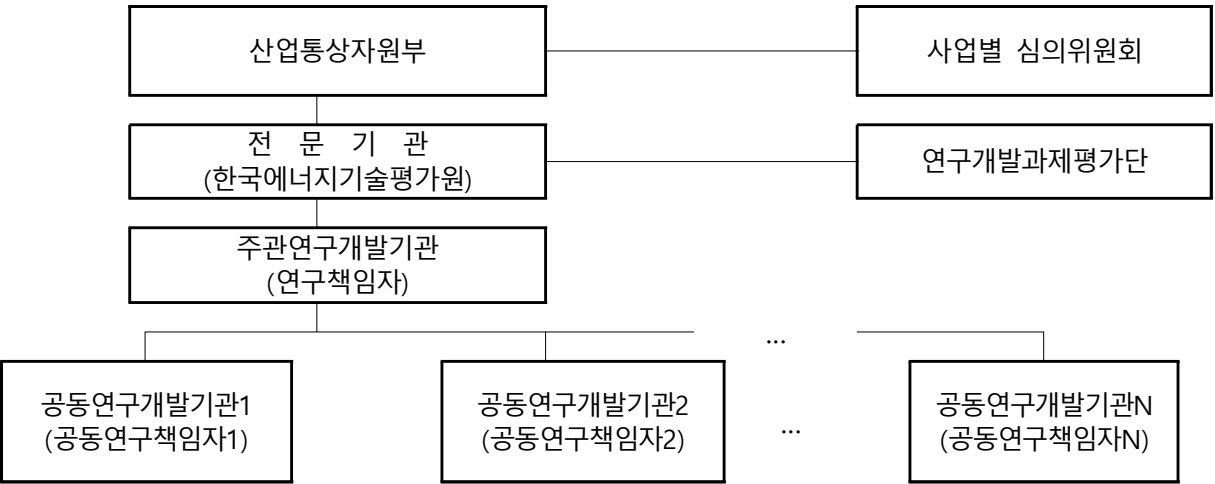 산업통상자원부
사업별 심의위원회
전 문 기 관
(한국에너지기술평가원)
연구개발과제평가단
주관연구개발기관
(연구책임자)
...
공동연구개발기관1
(공동연구책임자1)
공동연구개발기관2
(공동연구책임자2)
...
공동연구개발기관N
(공동연구책임자N)